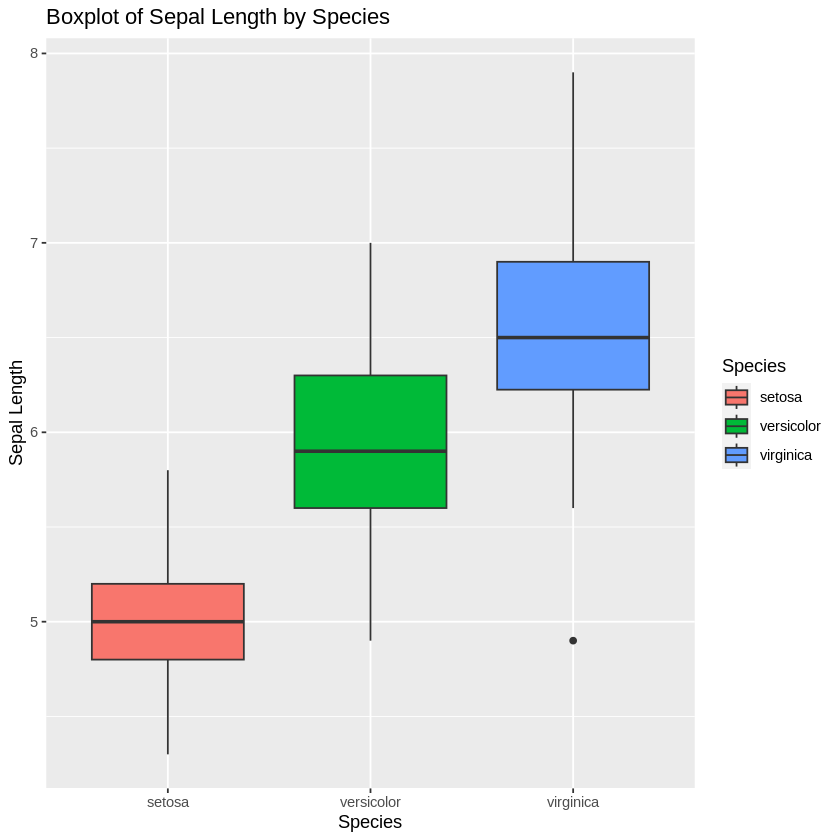 Boxplot of Sepal Length by Species
8
7
6
5
Sepal Length
setosa
versicolor
virginica
Species
Species
setosa
versicolor
virginica